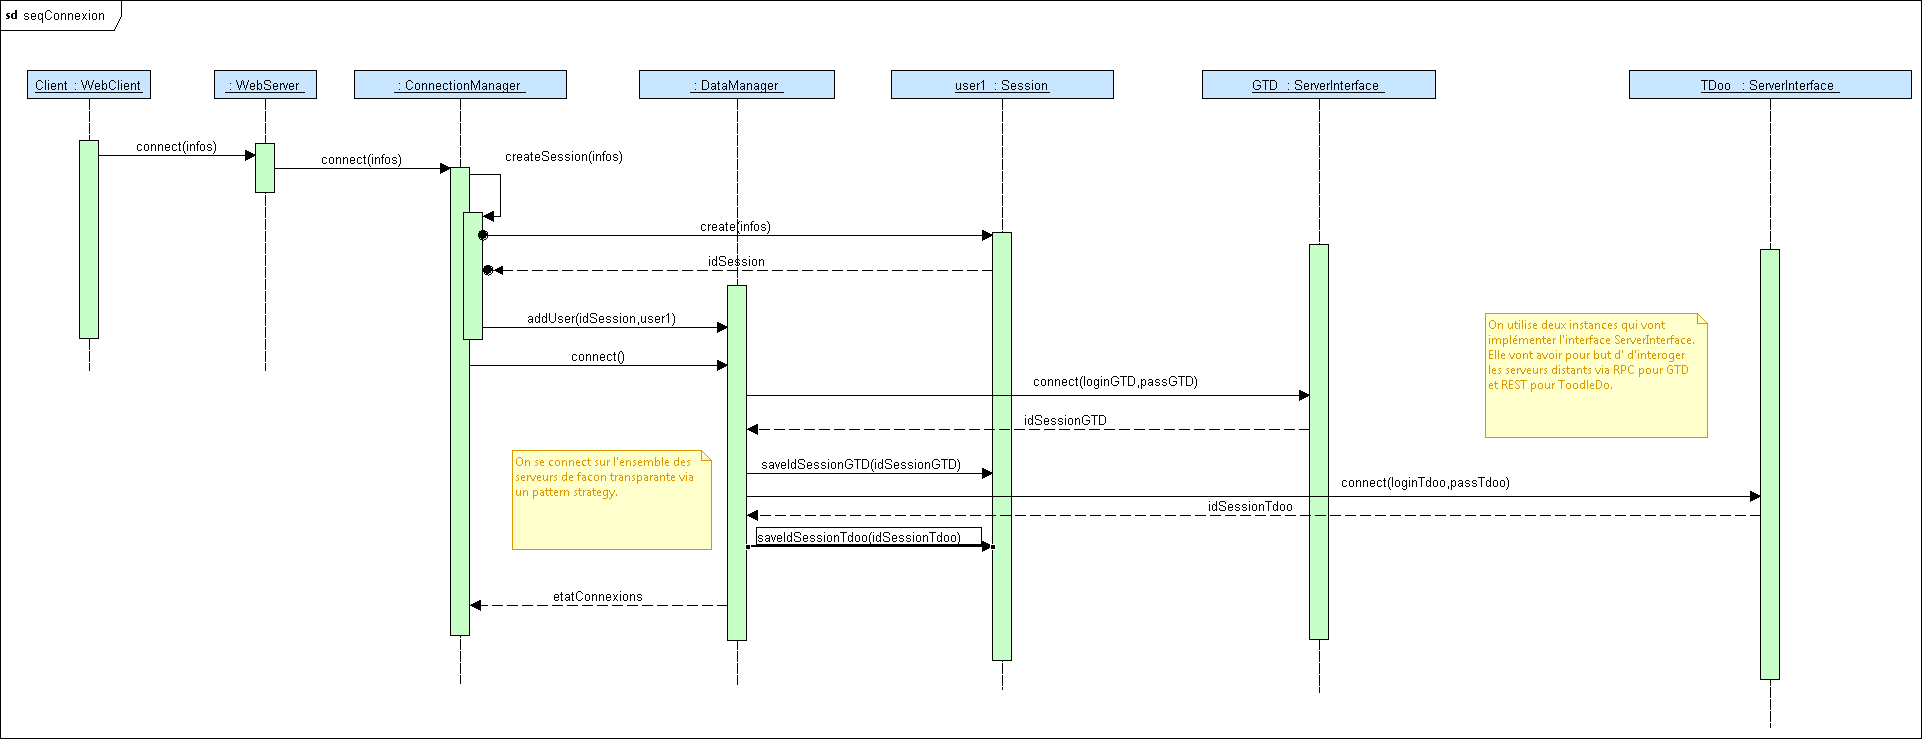 sd seqConnexion
Client : WebClient
: WebServer
: ConnectionManager
: DataManager
user1 : Session
GTD : ServerInterface
TDoo : ServerInterface
connect(infos)
connect(infos)
createSession(infos)
create(infos)
idSession
addUser(idSession,user1)
connect()
On utilise deux instances qui vont
implémenter l'interface ServerInterface.
Elle vont avoir pour but d' d'interoger
les serveurs distants via RPC pour GTD
et REST pour ToodleDo.
connect(loginGTD,passGTD)
idSessionGTD
On se connect sur l'ensemble des
serveurs de facon transparante via
un pattern strategy.
saveIdSessionGTD(idSessionGTD)
connect(loginTdoo,passTdoo)
idSessionTdoo
saveIdSessionTdoo(idSessionTdoo)
etatConnexions